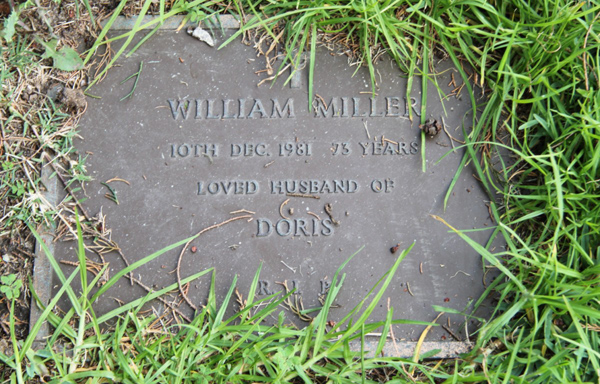 WILLIAM MILLER
10TH DEC. 1981 73 YEARS
LOVED HUSBAND OF
DORIS
R. I. P.